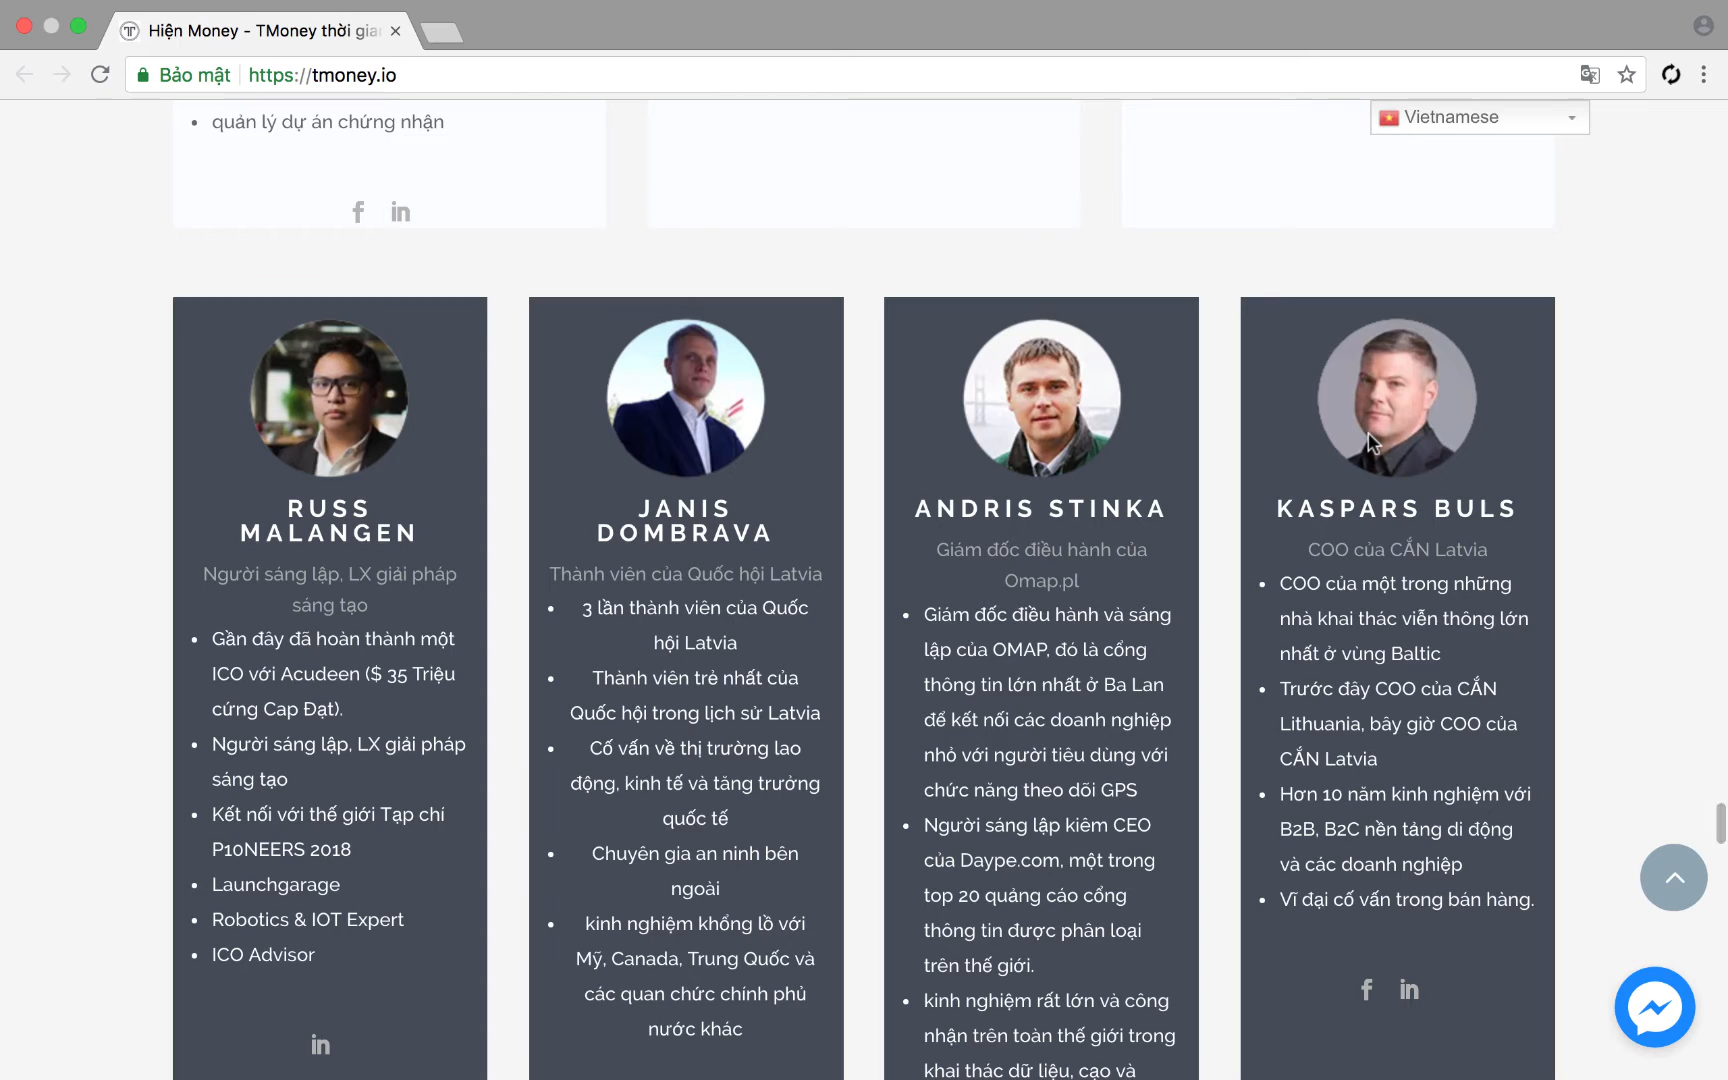 Hiện Money - TMoney thời gia
Bảo mật
https://tmoney.io
Vietnamese
quản lý dự án chứng nhận
RUSS
MALANGEN
Người sáng lập, LX giải pháp
sáng tạo
Gần đây đã hoàn thành một
ICO với Acudeen ($ 35 Triệu
cứng Cap Đạt).
Người sáng lập, LX giải pháp
sáng tạo
Kết nối với thế giới Tạp chí
P10NEERS 2018
Launchgarage
Robotics & IOT Expert
ICO Advisor
JANIS
DOMBRAVA
Thành viên của Quốc hội Latvia
3 lần thành viên của Quốc
hội Latvia
Thành viên trẻ nhất của
Quốc hội trong lịch sử Latvia
Cố vấn về thị trường lao
động, kinh tế và tăng trưởng
quốc tế
Chuyên gia an ninh bên
ngoài
kinh nghiệm khổng lồ với
Mỹ, Canada, Trung Quốc và
các quan chức chính phủ
nước khác
ANDRIS STINKA
Giám đốc điều hành của
Omap.pl
Giám đốc điều hành và sáng
lập của OMAP, đó là cổng
thông tin lớn nhất ở Ba Lan
để kết nối các doanh nghiệp
nhỏ với người tiêu dùng với
chức năng theo dõi GPS
Người sáng lập kiêm CEO
của Daype.com, một trong
top 20 quảng cáo cổng
thông tin được phân loại
trên thế giới.
kinh nghiệm rất lớn và công
nhận trên toàn thế giới trong
khai thác dữ liệu, cạo và
KASPARS BULS
COO của CẮN Latvia
COO của một trong những
nhà khai thác viễn thông lớn
nhất ở vùng Baltic
Trước đây COO của CẮN
Lithuania, bây giờ COO của
CẮN Latvia
Hơn 10 năm kinh nghiệm với
B2B, B2C nền tảng di động
và các doanh nghiệp
Vĩ đại cố vấn trong bán hàng.